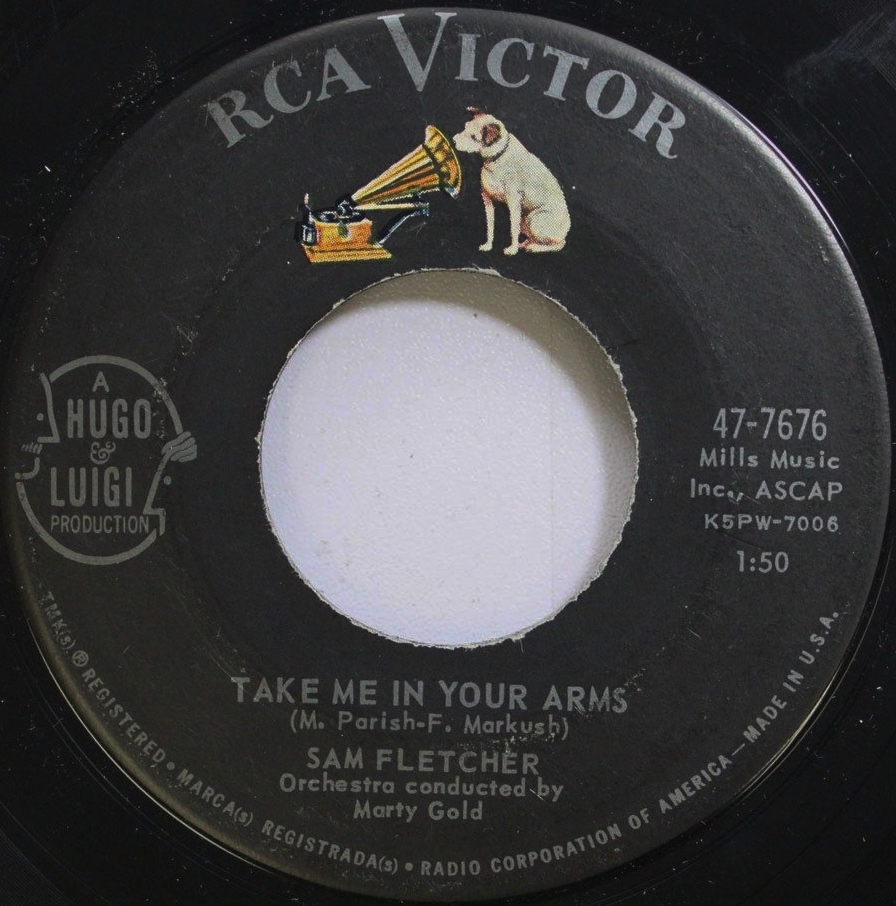 RCA VICTOR
A
HUGO
&
LUIGI
PRODUCTION
47-7676
Mills Music
Inc., ASCAP
K5PW-7006
1:50
TAKE ME IN YOUR ARMS
(M. Parish-F. Markush)
SAM FLETCHER
Orchestra conducted by
Marty Gold
TMK(s) ® REGISTERED • MARCA(s) REGISTRADA(s) • RADIO CORPORATION OF AMERICA—MADE IN U.S.A.